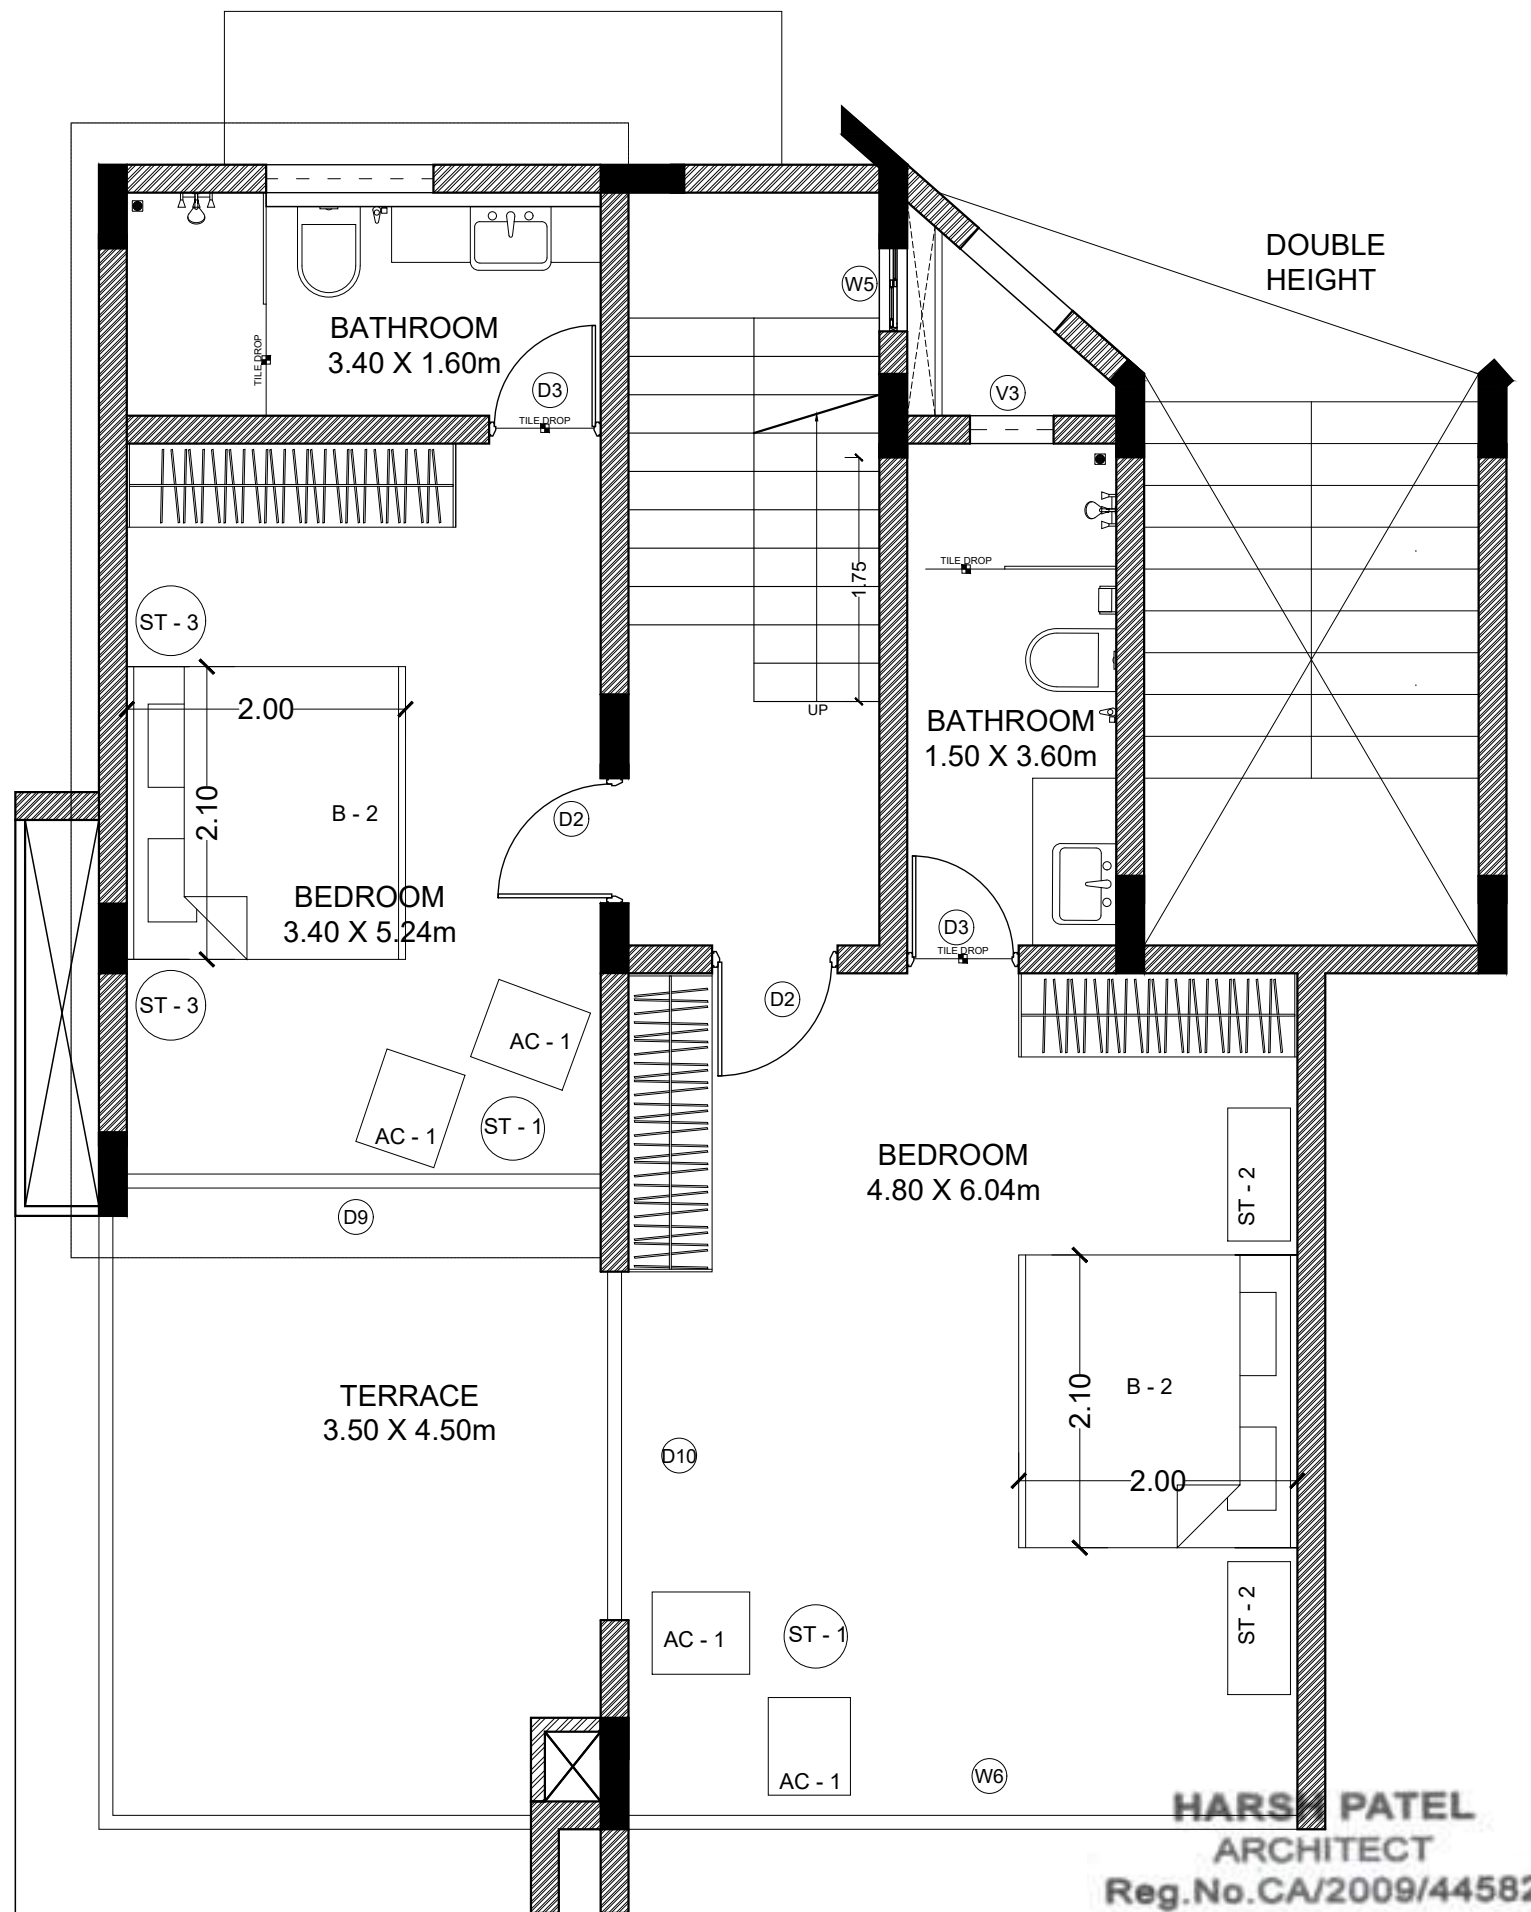 DOUBLE
HEIGHT
W5
BATHROOM
3.40 X 1.60m
TILE DROP
D3
V3
TILE DROP
TILE DROP
1.75
ST - 3
UP
2.00
BATHROOM
1.50 X 3.60m
2.10
B - 2
D2
BEDROOM
3.40 X 5.24m
D3
TILE DROP
ST - 3
D2
AC - 1
AC - 1
ST - 1
BEDROOM
4.80 X 6.04m
ST - 2
D9
TERRACE
3.50 X 4.50m
B - 2
2.10
D10
2.00
AC - 1
ST - 1
ST - 2
AC - 1
W6
HARSH PATEL
ARCHITECT
Reg.No.CA/2009/44582